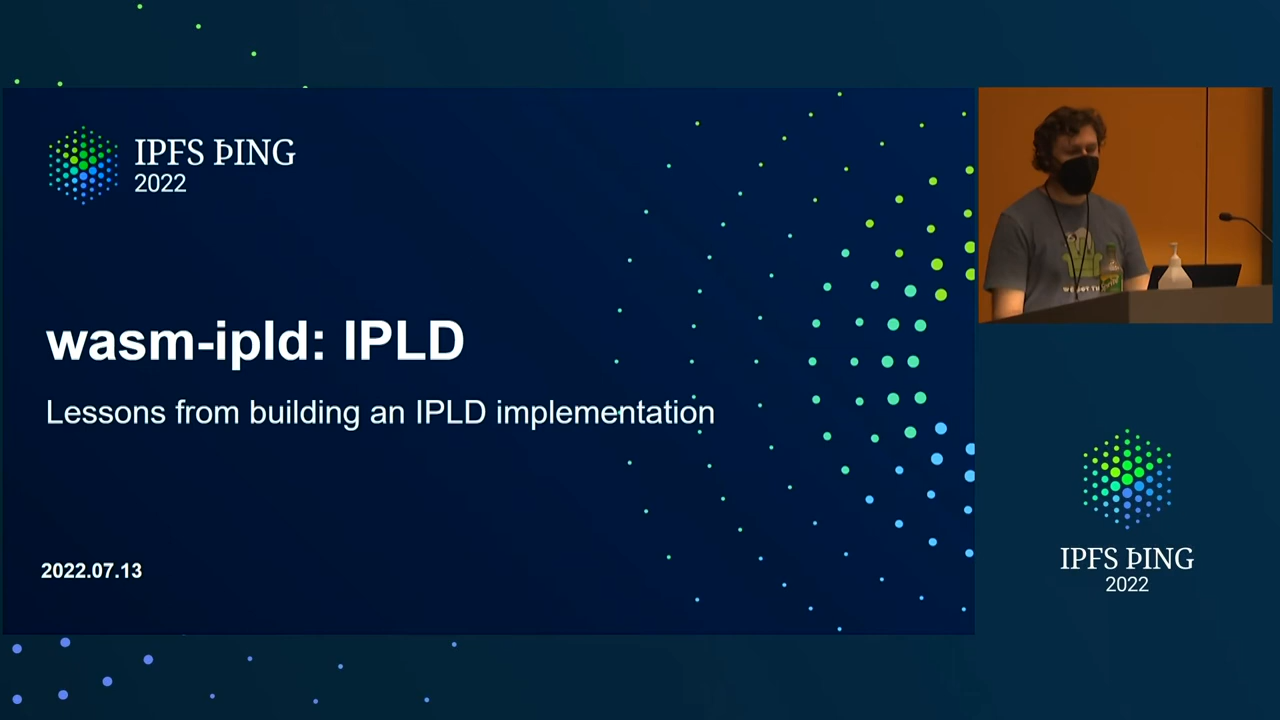 IPFS ÞING
2022
wasm-ipld: IPLD
Lessons from building an IPLD implementation
2022.07.13
IPFS ÞING
2022